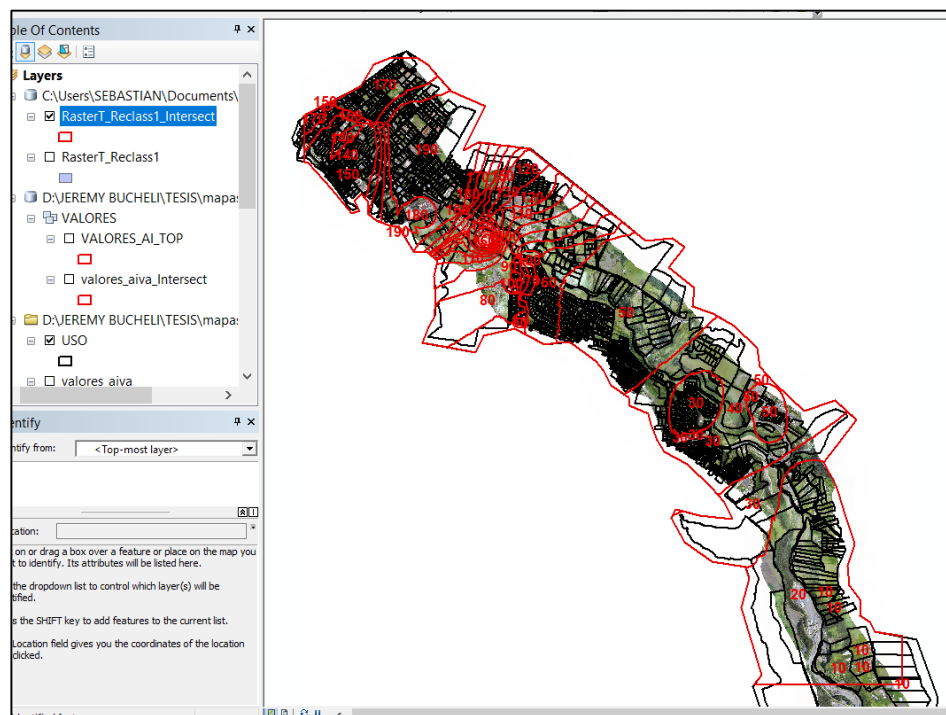 ble Of Contents
Layers
C:\Users\SEBASTIAN\Documents\
RasterT_Reclass1_Intersect
RasterT_Reclass1
D:\JEREMY BUCHELI\TESIS\mapas
VALORES
VALORES_AI_TOP
valores_aiva_Intersect
D:\JEREMY BUCHELI\TESIS\mapas
USO
valores_aiva
entify
entify from: <Top-most layer>
cation:
on or drag a box over a feature or place on the map you
t to identify. Its attributes will be listed here.
the dropdown list to control which layer(s) will be
tified.
s the SHIFT key to add features to the current list.
Location field gives you the coordinates of the location
clicked.
170
150
140
150
190
120
180
190
80
60
50
50
30
40
50
30
30
20
10
10
10
10
10
10